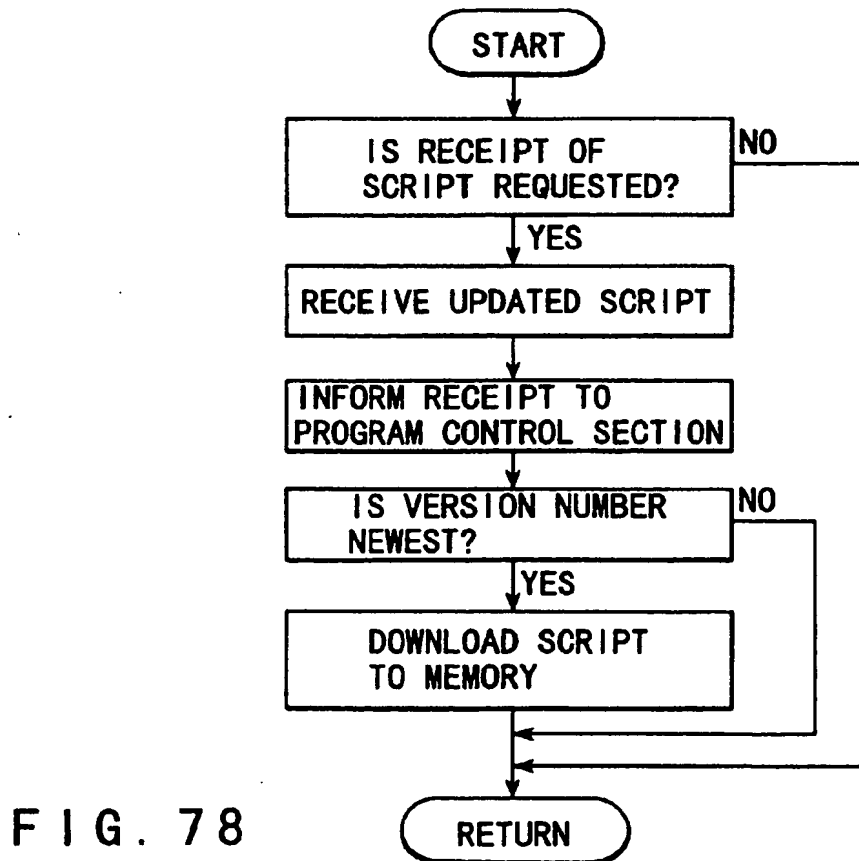 START
IS RECEIPT OF
SCRIPT REQUESTED?
NO
YES
RECEIVE UPDATED SCRIPT
INFORM RECEIPT TO
PROGRAM CONTROL SECTION
IS VERSION NUMBER
NEWEST?
NO
YES
DOWNLOAD SCRIPT
TO MEMORY
RETURN
FIG. 78